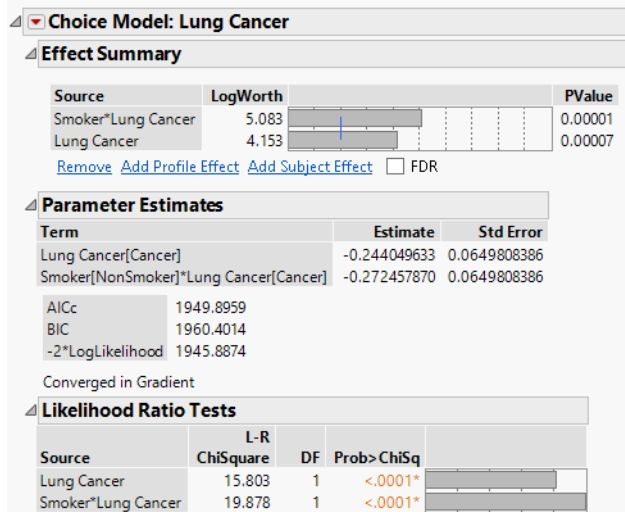 Choice Model: Lung Cancer
Effect Summary
Source LogWorth PValue
Smoker*Lung Cancer 5.083 0.00001
Lung Cancer 4.153 0.00007
Remove Add Profile Effect Add Subject Effect FDR
Parameter Estimates
Term Estimate Std Error
Lung Cancer[Cancer] -0.244049633 0.0649808386
Smoker[NonSmoker]*Lung Cancer[Cancer] -0.272457870 0.0649808386
AICc 1949.8959
BIC 1960.4014
-2*LogLikelihood 1945.8874
Converged in Gradient
Likelihood Ratio Tests
L-R
Source ChiSquare DF Prob>ChiSq
Lung Cancer 15.803 1 <.0001*
Smoker*Lung Cancer 19.878 1 <.0001*